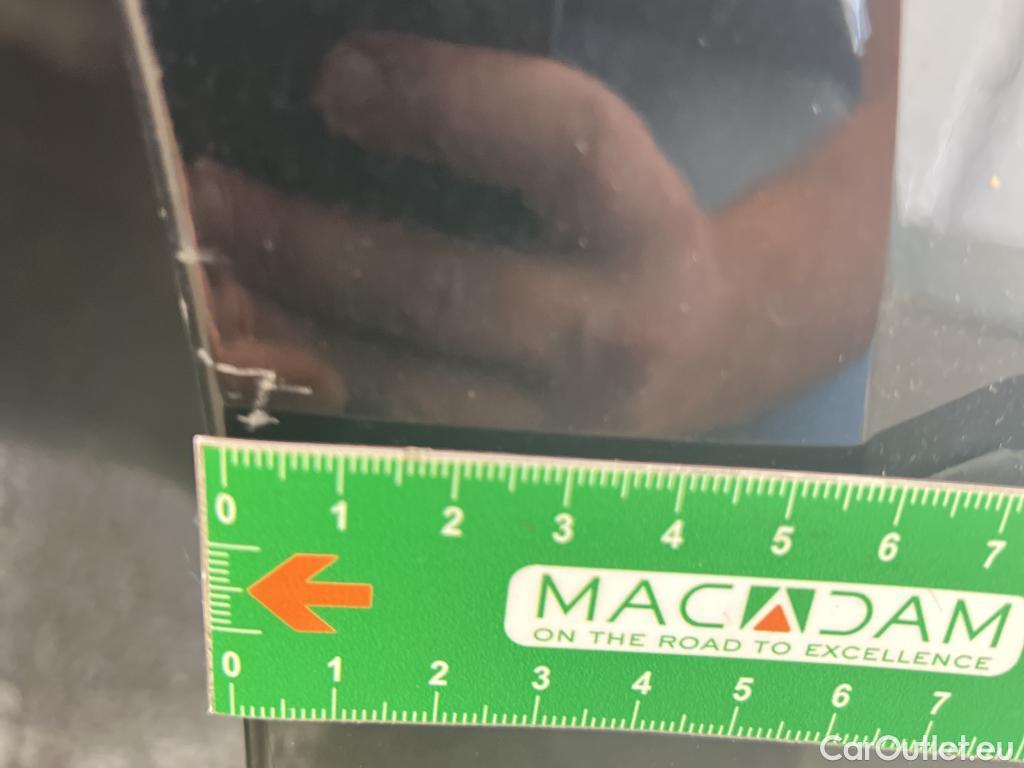 0 1 2 3 4 5 6 7
MACADAM
ON THE ROAD TO EXCELLENCE
0 1 2 3 4 5 6 7
CarOutlet.eu